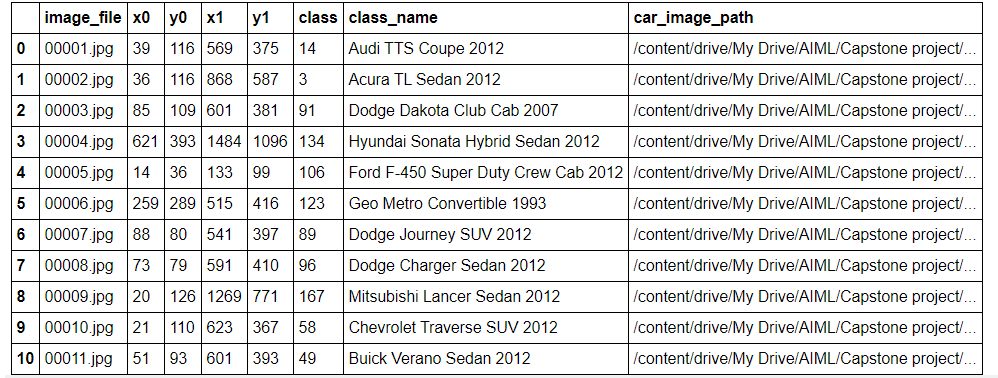 image_file x0 y0 x1 y1 class class_name car_image_path
0 00001.jpg 39 116 569 375 14 Audi TTS Coupe 2012 /content/drive/My Drive/AIML/Capstone project/...
1 00002.jpg 36 116 868 587 3 Acura TL Sedan 2012 /content/drive/My Drive/AIML/Capstone project/...
2 00003.jpg 85 109 601 381 91 Dodge Dakota Club Cab 2007 /content/drive/My Drive/AIML/Capstone project/...
3 00004.jpg 621 393 1484 1096 134 Hyundai Sonata Hybrid Sedan 2012 /content/drive/My Drive/AIML/Capstone project/...
4 00005.jpg 14 36 133 99 106 Ford F-450 Super Duty Crew Cab 2012 /content/drive/My Drive/AIML/Capstone project/...
5 00006.jpg 259 289 515 416 123 Geo Metro Convertible 1993 /content/drive/My Drive/AIML/Capstone project/...
6 00007.jpg 88 80 541 397 89 Dodge Journey SUV 2012 /content/drive/My Drive/AIML/Capstone project/...
7 00008.jpg 73 79 591 410 96 Dodge Charger Sedan 2012 /content/drive/My Drive/AIML/Capstone project/...
8 00009.jpg 20 126 1269 771 167 Mitsubishi Lancer Sedan 2012 /content/drive/My Drive/AIML/Capstone project/...
9 00010.jpg 21 110 623 367 58 Chevrolet Traverse SUV 2012 /content/drive/My Drive/AIML/Capstone project/...
10 00011.jpg 51 93 601 393 49 Buick Verano Sedan 2012 /content/drive/My Drive/AIML/Capstone project/...